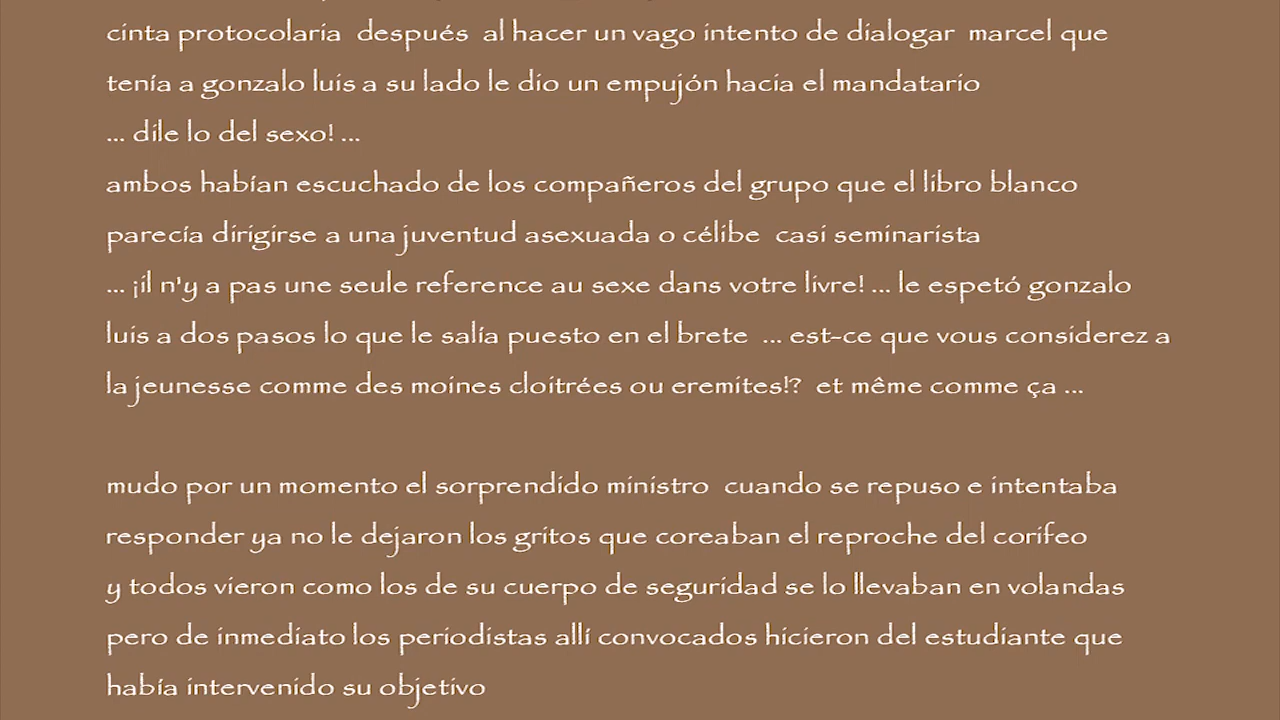 cinta protocolaria  después  al hacer un vago intento de dialogar  marcel que
tenía a gonzalo luis a su lado le dio un empujón hacia el mandatario
... díle lo del sexo! ...
ambos habían escuchado de los compañeros del grupo que el libro blanco
parecía dirigirse a una juventud asexuada o célibe  casi seminarista
... ¡il n'y a pas une seule reference au sexe dans votre livre! ... le espetó gonzalo
luis a dos pasos lo que le salía puesto en el brete  ... est-ce que vous considerez a
la jeunesse comme des moines cloitrées ou eremites!?  et même comme ça ...
mudo por un momento el sorprendido ministro  cuando se repuso e intentaba
responder ya no le dejaron los gritos que coreaban el reproche del corifeo
y todos vieron como los de su cuerpo de seguridad se lo llevaban en volandas
pero de inmediato los periodistas allí convocados hicieron del estudiante que
había intervenido su objetivo